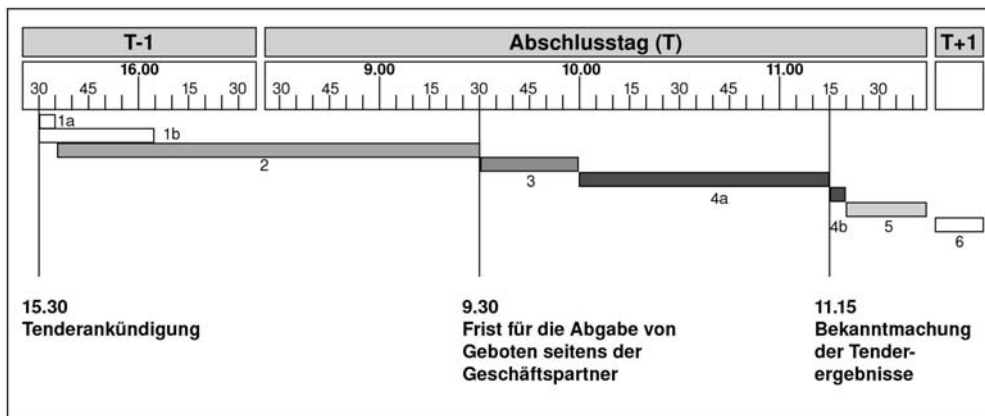 T-1 Abschlusstag (T) T+1
16.00 9.00 10.00 11.00
30 45 15 30 30 45 15 30 45 15 30 45 15 30
1a
1b
2
3
4a
4b
5
6
15.30
Tenderankündigung
9.30
Frist für die Abgabe von
Geboten seitens der
Geschäftspartner
11.15
Bekanntmachung
der Tender-
ergebnisse